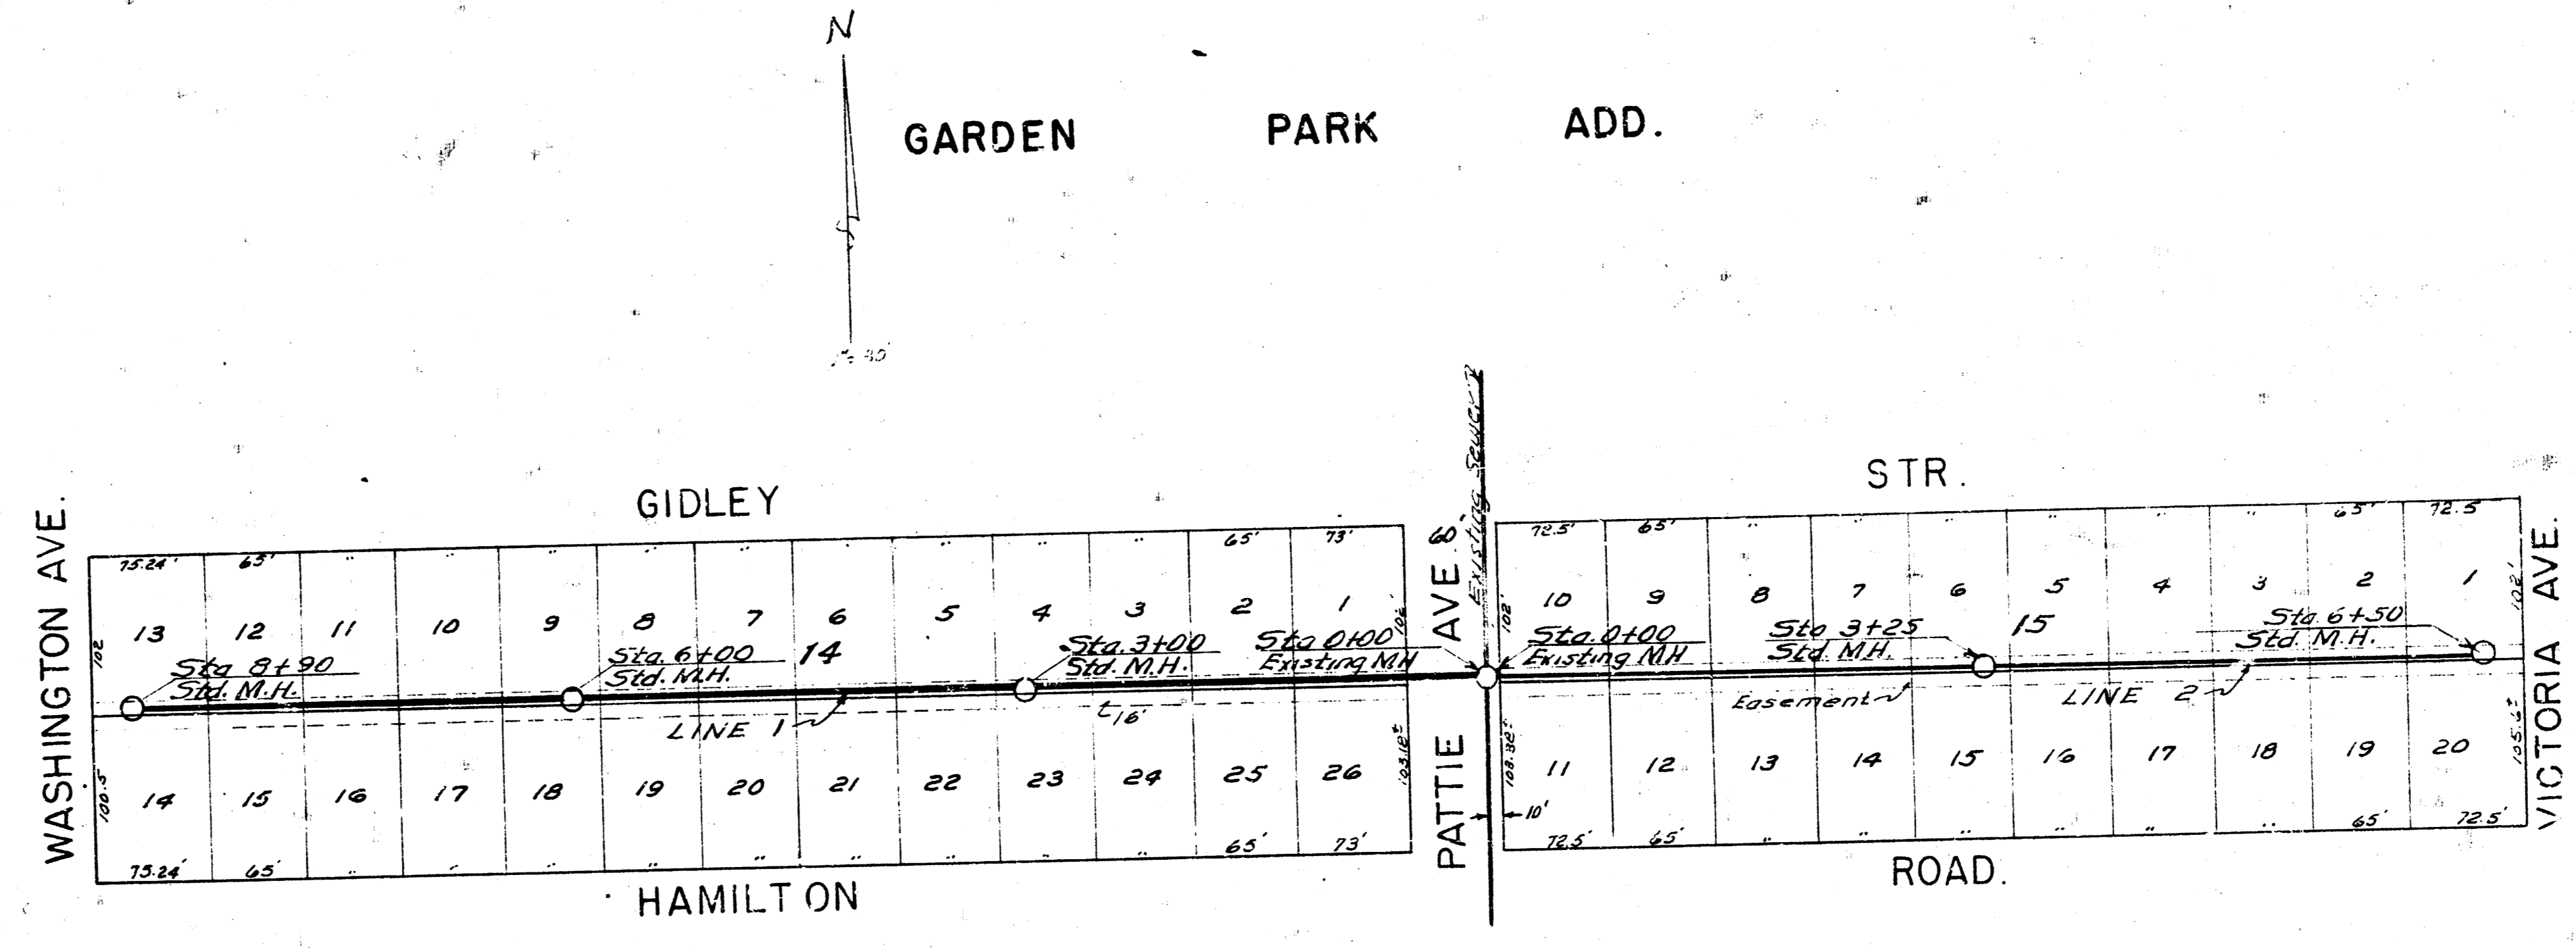 N
GARDEN PARK ADD.
Existing Sewer
GIDLEY STR.
WASHINGTON AVE.
PATTIE AVE.
VICTORIA AVE.
60'
75.24' 65' " " " " " " " " " 65' 73'
72.5' 65' " " " " " " 65' 72.5
13 12 11 10 9 8 7 6 5 4 3 2 1
10 9 8 7 6 5 4 3 2 1
102
102'
102'
102'
14
15
Sta 8+90
Std. M.H.
Sta. 6+00
Std. M.H.
Sta. 3+00
Std. M.H.
Sta 0+00
Existing MH
Sta. 0+00
Existing MH
Sta 3+25
Std. M.H.
Sta. 6+50
Std. M.H.
LINE 1
16'
Easement
LINE 2
100.5
103.18±
108.38±
14 15 16 17 18 19 20 21 22 23 24 25 26
11 12 13 14 15 16 17 18 19 20
10'
75.24' 65' " " " " " " " " " 65' 73'
72.5' 65' " " " " " " 65' 72.5'
HAMILTON ROAD.